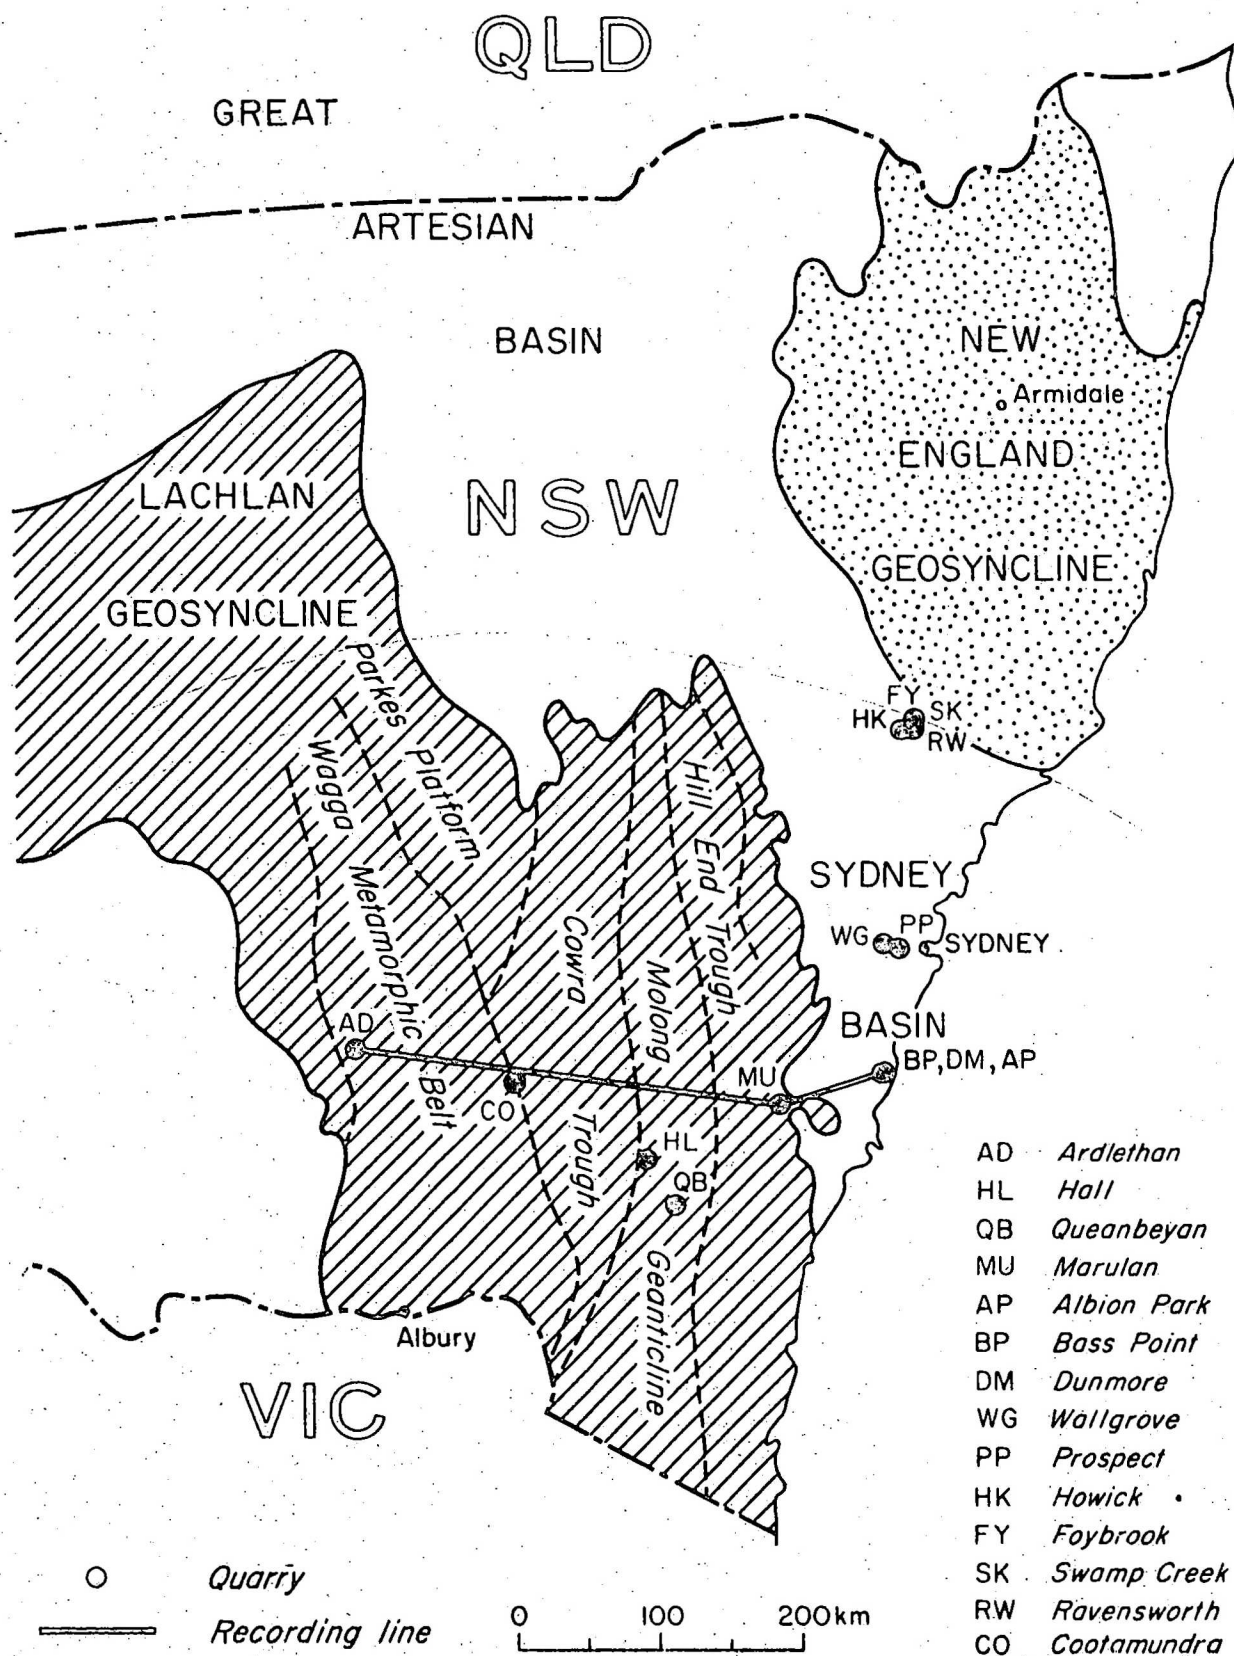 QLD
GREAT
ARTESIAN
BASIN
NEW
Armidale
ENGLAND
LACHLAN
NSW
GEOSYNCLINE
GEOSYNCLINE
Parkes
Platform
FY
HK
SK
RW
Wagga
Metamorphic
Belt
Hill
End
Trough
SYDNEY
Cowra
Trough
WG
PP
SYDNEY
Molong
Geanticline
BASIN
AD
BP, DM, AP
MU
CO
HL
QB
Albury
VIC
AD Ardlethan
HL Hall
QB Queanbeyan
MU Marulan
AP Albion Park
BP Bass Point
DM Dunmore
WG Wallgrove
PP Prospect
HK Howick
FY Foybrook
SK Swamp Creek
RW Ravensworth
CO Cootamundra
Quarry
Recording line
0 100 200km